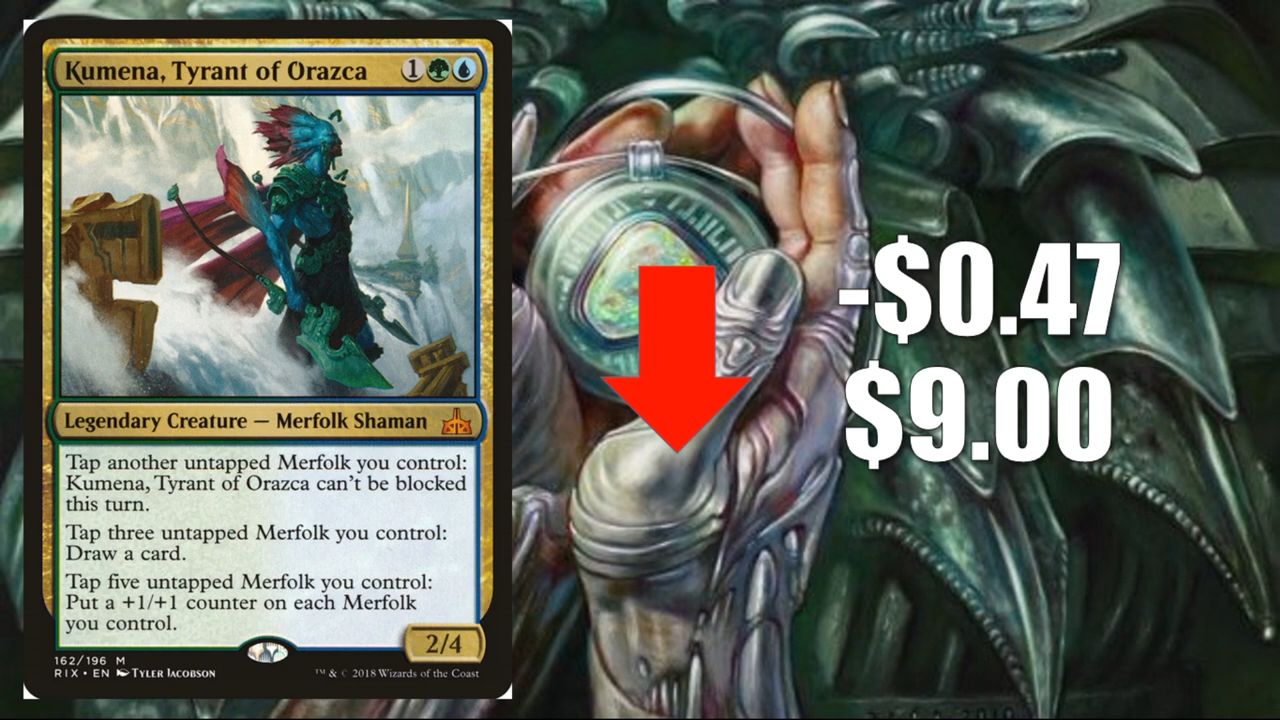 Kumena, Tyrant of Orazca 1
Legendary Creature — Merfolk Shaman
Tap another untapped Merfolk you control:
Kumena, Tyrant of Orazca can't be blocked
this turn.
Tap three untapped Merfolk you control:
Draw a card.
Tap five untapped Merfolk you control:
Put a +1/+1 counter on each Merfolk
you control.
2/4
162/196 M
RIX • EN Tyler Jacobson
™ & © 2018 Wizards of the Coast
-$0.47
$9.00